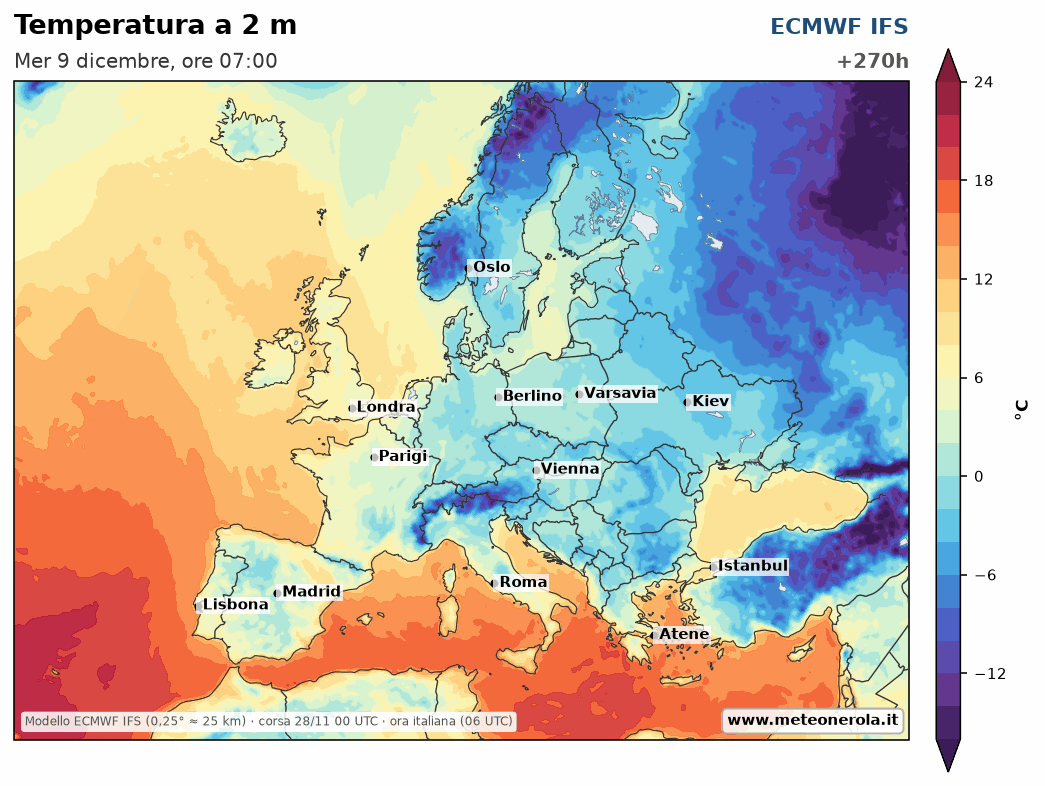 Temperatura a 2 m
ECMWF IFS
Mer 9 dicembre, ore 07:00
+270h
24
18
12
6
0
−6
−12
°C
Oslo
Berlino
Varsavia
Kiev
Londra
Parigi
Vienna
Istanbul
Roma
Madrid
Lisbona
Atene
Modello ECMWF IFS (0,25° ≈ 25 km) · corsa 28/11 00 UTC · ora italiana (06 UTC)
www.meteonerola.it